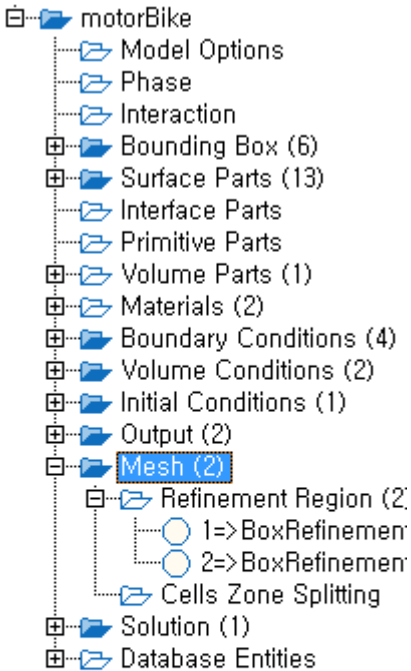 motorBike
Model Options
Phase
Interaction
Bounding Box (6)
Surface Parts (13)
Interface Parts
Primitive Parts
Volume Parts (1)
Materials (2)
Boundary Conditions (4)
Volume Conditions (2)
Initial Conditions (1)
Output (2)
Mesh (2)
Refinement Region (2)
1=>BoxRefinement
2=>BoxRefinement
Cells Zone Splitting
Solution (1)
Database Entities